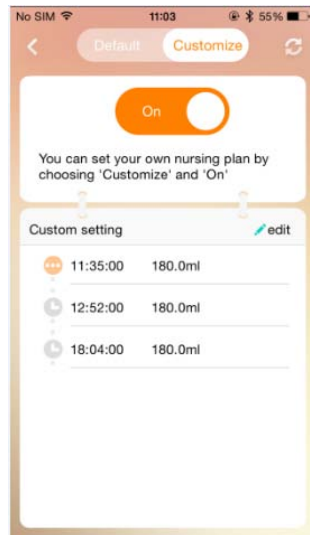 No SIM 11:03 55%
Default Customize
On
You can set your own nursing plan by
choosing 'Customize' and 'On'
Custom setting edit
11:35:00 180.0ml
12:52:00 180.0ml
18:04:00 180.0ml